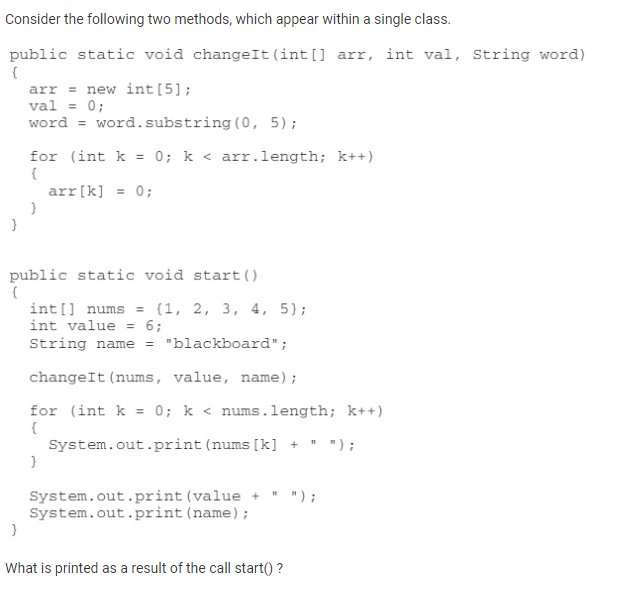 Consider the following two methods, which appear within a single class.
public static void changeIt(int[] arr, int val, String word)
{
arr = new int[5];
val = 0;
word = word.substring(0, 5);
for (int k = 0; k < arr.length; k++)
{
arr[k] = 0;
}
}
public static void start()
{
int[] nums = {1, 2, 3, 4, 5};
int value = 6;
String name = "blackboard";
changeIt(nums, value, name);
for (int k = 0; k < nums.length; k++)
{
System.out.print(nums[k] + " ");
}
System.out.print(value + " ");
System.out.print(name);
}
What is printed as a result of the call start() ?